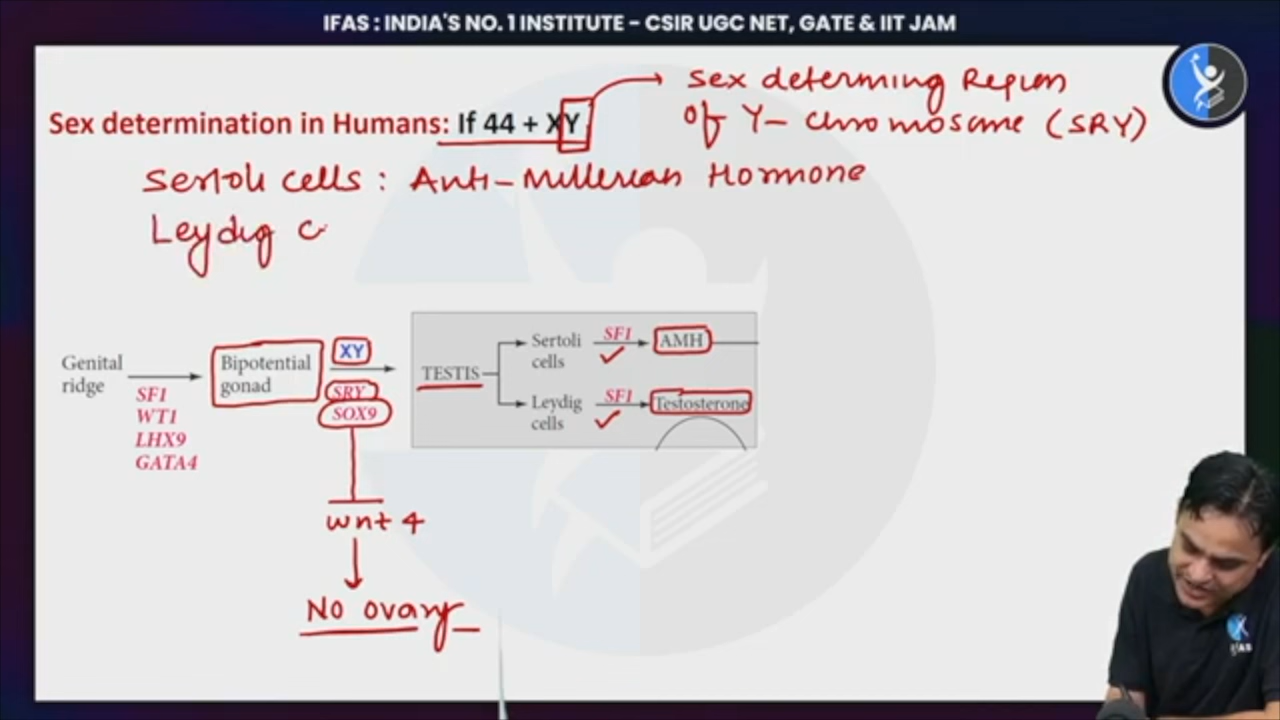 IFAS : INDIA'S NO. 1 INSTITUTE – CSIR UGC NET, GATE & IIT JAM
Sex determing Region
Sex determination in Humans: If 44 + XY
of Y- chromosome (SRY)
Sertoli cells : Anti-Mullerian Hormone
Leydig c
Genital ridge
SF1
WT1
LHX9
GATA4
Bipotential gonad
XY
SRY
SOX9
TESTIS
Sertoli cells
SF1
AMH
Leydig cells
SF1
Testosterone
wnt 4
No ovary
IFAS